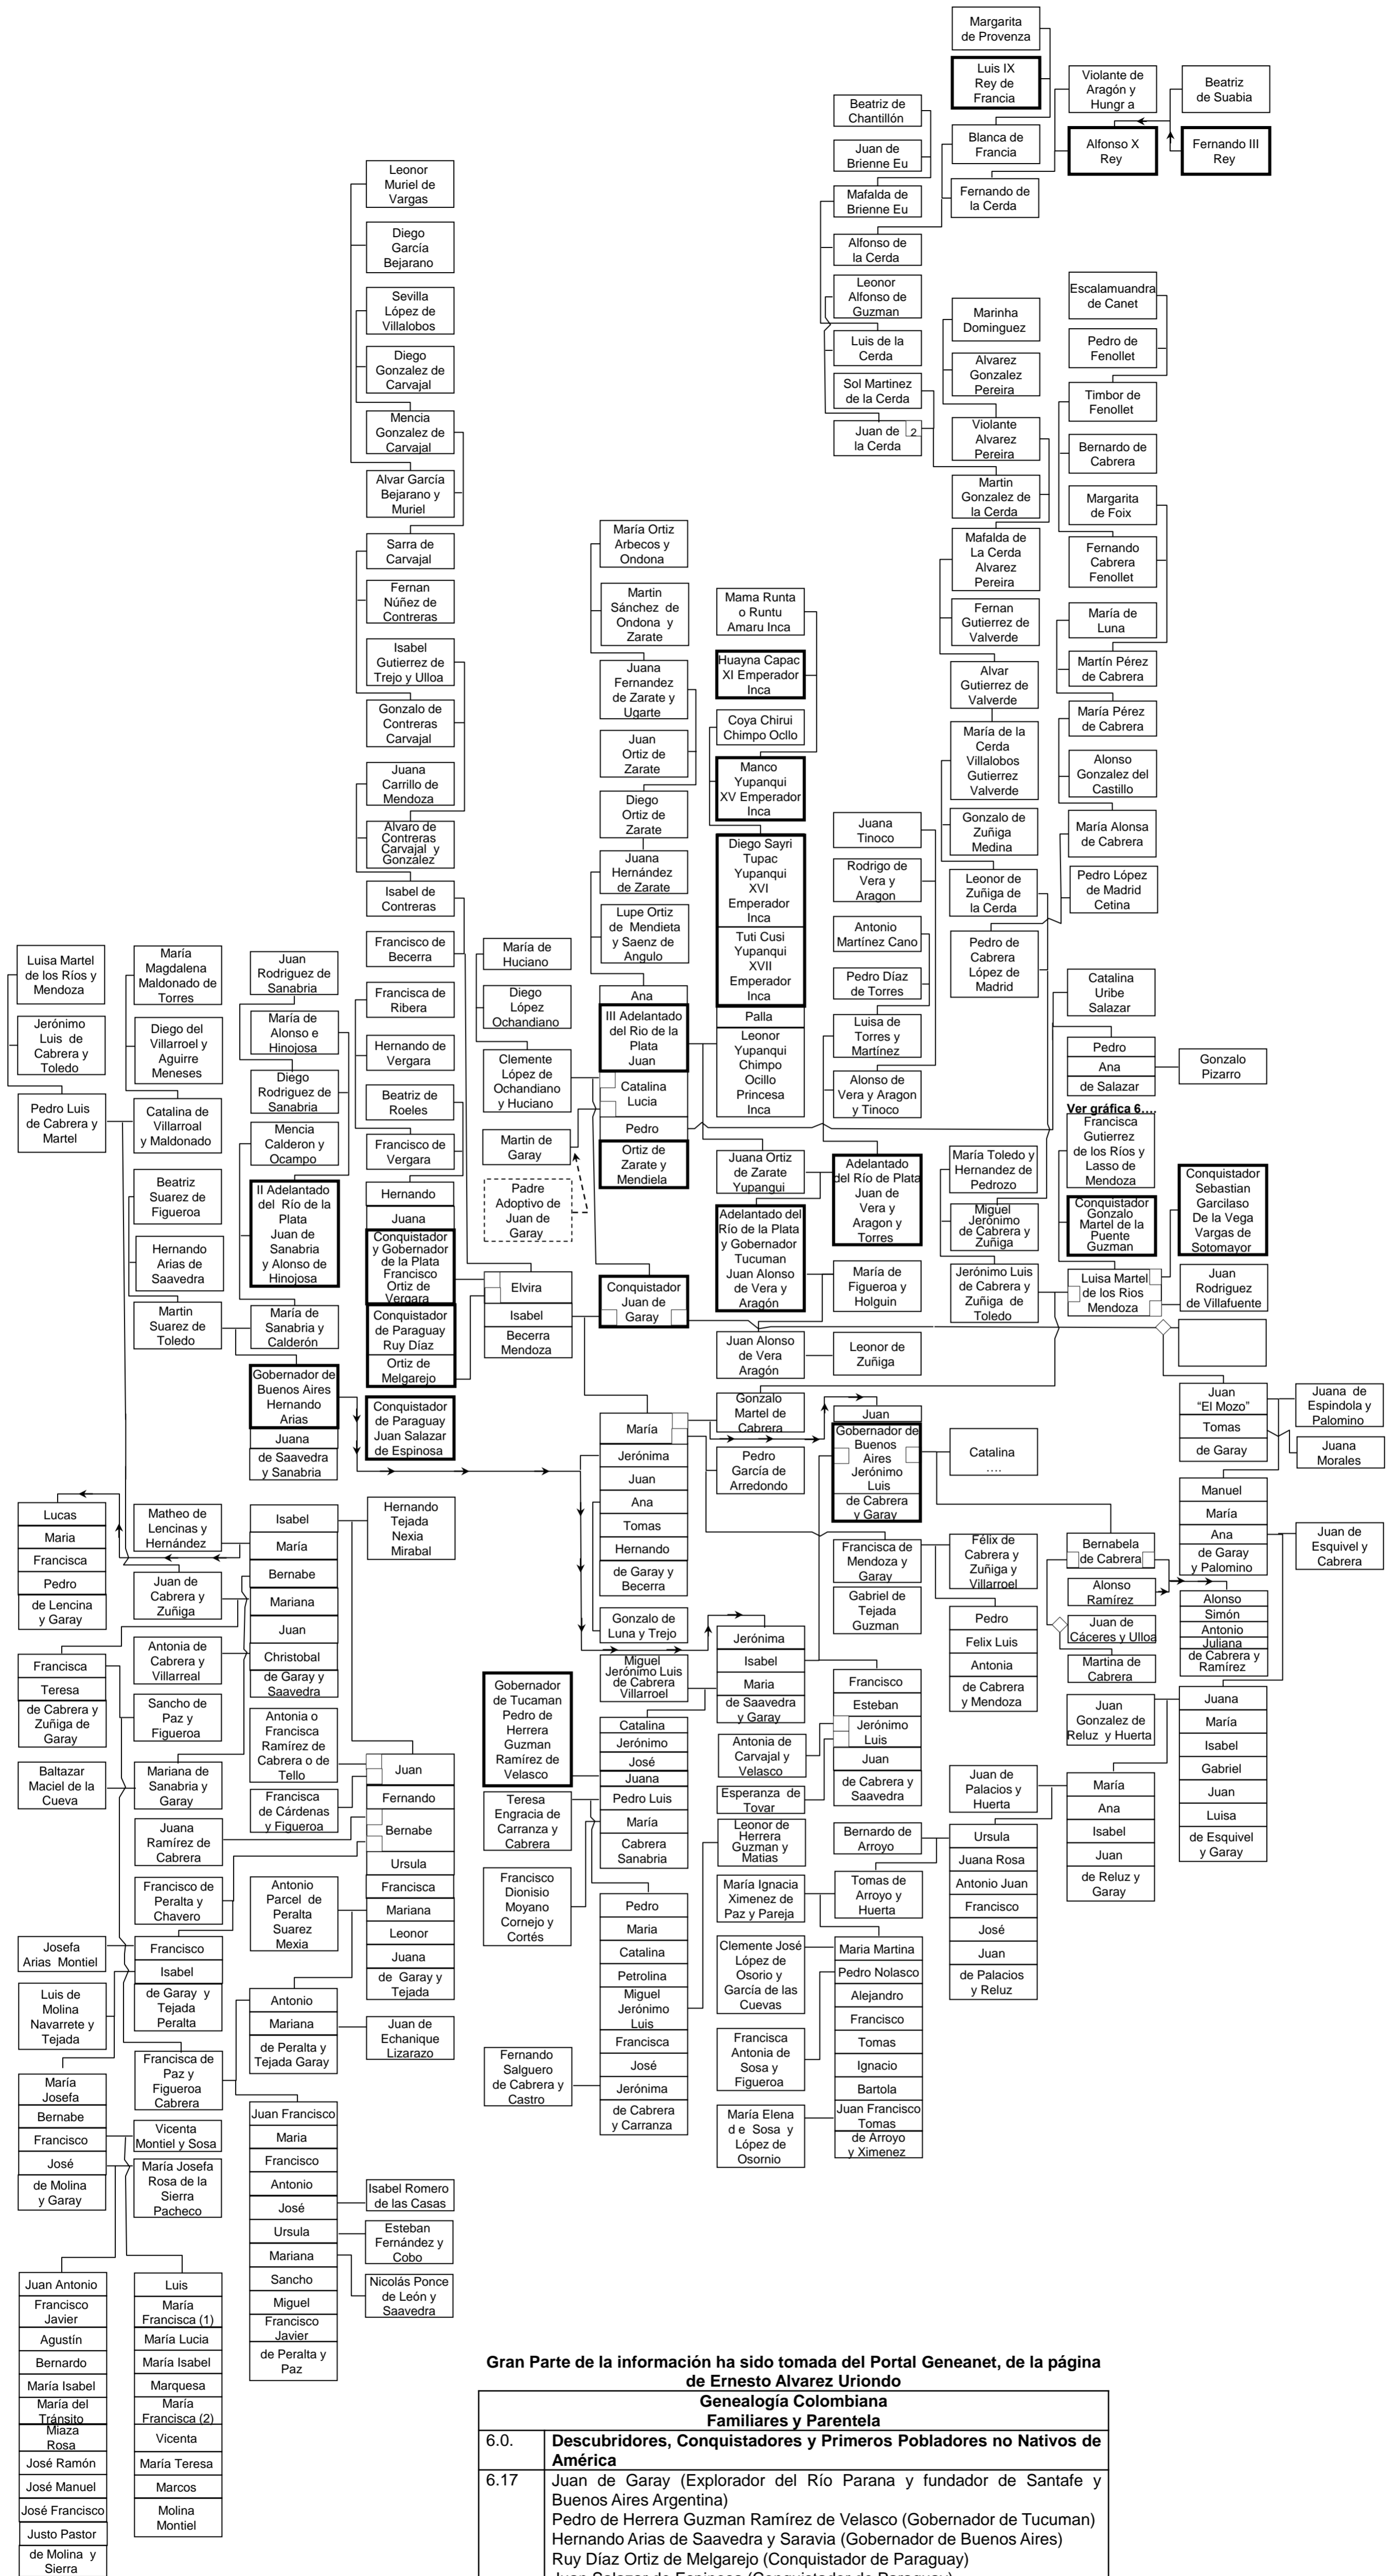 Margarita
de Provenza
Luis IX
Rey de
Francia
Violante de
Aragón y
Hungr a
Beatriz
de Suabia
Beatriz de
Chantillón
Blanca de
Francia
Alfonso X
Rey
Fernando III
Rey
Juan de
Brienne Eu
Mafalda de
Brienne Eu
Fernando de
la Cerda
Alfonso de
la Cerda
Leonor
Alfonso de
Guzman
Luis de la
Cerda
Sol Martinez
de la Cerda
Juan de
la Cerda
2
Marinha
Dominguez
Alvarez
Gonzalez
Pereira
Violante
Alvarez
Pereira
Martin
Gonzalez de
la Cerda
Mafalda de
La Cerda
Alvarez
Pereira
Fernan
Gutierrez de
Valverde
Alvar
Gutierrez de
Valverde
María de la
Cerda
Villalobos
Gutierrez
Valverde
Gonzalo de
Zuñiga
Medina
Leonor de
Zuñiga de
la Cerda
Pedro de
Cabrera
López de
Madrid
Escalamuandra
de Canet
Pedro de
Fenollet
Timbor de
Fenollet
Bernardo de
Cabrera
Margarita
de Foix
Fernando
Cabrera
Fenollet
María de
Luna
Martín Pérez
de Cabrera
María Pérez
de Cabrera
Alonso
Gonzalez del
Castillo
María Alonsa
de Cabrera
Pedro López
de Madrid
Cetina
Leonor
Muriel de
Vargas
Diego
García
Bejarano
Sevilla
López de
Villalobos
Diego
Gonzalez de
Carvajal
Mencia
Gonzalez de
Carvajal
Alvar García
Bejarano y
Muriel
Sarra de
Carvajal
Fernan
Núñez de
Contreras
Isabel
Gutierrez de
Trejo y Ulloa
Gonzalo de
Contreras
Carvajal
Juana
Carrillo de
Mendoza
Alvaro de
Contreras
Carvajal y
Gonzalez
Isabel de
Contreras
Francisco de
Becerra
Francisca de
Ribera
Hernando de
Vergara
Beatriz de
Roeles
Francisco de
Vergara
Hernando
Juana
Conquistador
y Gobernador
de la Plata
Francisco
Ortiz de
Vergara
Conquistador
de Paraguay
Ruy Díaz
Ortiz de
Melgarejo
Conquistador
de Paraguay
Juan Salazar
de Espinosa
María Ortiz
Arbecos y
Ondona
Martin
Sánchez de
Ondona y
Zarate
Juana
Fernandez
de Zarate y
Ugarte
Juan
Ortiz de
Zarate
Diego
Ortiz de
Zarate
Juana
Hernández
de Zarate
Lupe Ortiz
de Mendieta
y Saenz de
Angulo
Ana
III Adelantado
del Rio de la
Plata
Juan
Catalina
Lucia
Pedro
Ortiz de
Zarate y
Mendiela
Mama Runta
o Runtu
Amaru Inca
Huayna Capac
XI Emperador
Inca
Coya Chirui
Chimpo Ocllo
Manco
Yupanqui
XV Emperador
Inca
Diego Sayri
Tupac
Yupanqui
XVI
Emperador
Inca
Tuti Cusi
Yupanqui
XVII
Emperador
Inca
Palla
Leonor
Yupanqui
Chimpo
Ocillo
Princesa
Inca
Juana
Tinoco
Rodrigo de
Vera y
Aragon
Antonio
Martínez Cano
Pedro Díaz
de Torres
Luisa de
Torres y
Martínez
Alonso de
Vera y Aragon
y Tinoco
Luisa Martel
de los Ríos y
Mendoza
Jerónimo
Luis de
Cabrera y
Toledo
Pedro Luis
de Cabrera y
Martel
María
Magdalena
Maldonado de
Torres
Diego del
Villarroel y
Aguirre
Meneses
Catalina de
Villarroal
y Maldonado
Beatriz
Suarez de
Figueroa
Hernando
Arias de
Saavedra
Martin
Suarez de
Toledo
Juan
Rodriguez de
Sanabria
María de
Alonso e
Hinojosa
Diego
Rodriguez de
Sanabria
Mencia
Calderon y
Ocampo
II Adelantado
del Río de la
Plata
Juan de
Sanabria
y Alonso de
Hinojosa
María de
Sanabria y
Calderón
Gobernador de
Buenos Aires
Hernando
Arias
Juana
de Saavedra
y Sanabria
María de
Huciano
Diego
López
Ochandiano
Clemente
López de
Ochandiano
y Huciano
Martin de
Garay
Padre
Adoptivo de
Juan de
Garay
Elvira
Isabel
Becerra
Mendoza
Conquistador
Juan de
Garay
Juana Ortiz
de Zarate
Yupangui
Adelantado del
Río de la Plata
y Gobernador
Tucuman
Juan Alonso
de Vera y
Aragón
Adelantado
del Río de Plata
Juan de
Vera y
Aragon y
Torres
María de
Figueroa y
Holguin
Juan Alonso
de Vera
Aragón
Leonor de
Zuñiga
María Toledo y
Hernandez de
Pedrozo
Miguel
Jerónimo
de Cabrera y
Zuñiga
Jerónimo Luis
de Cabrera y
Zuñiga de
Toledo
Catalina
Uribe
Salazar
Pedro
Ana
de Salazar
Gonzalo
Pizarro
Ver gráfica 6....
Francisca
Gutierrez
de los Ríos y
Lasso de
Mendoza
Conquistador
Gonzalo
Martel de la
Puente
Guzman
Luisa Martel
de los Rios
Mendoza
Conquistador
Sebastian
Garcilaso
De la Vega
Vargas de
Sotomayor
Juan
Rodriguez
de Villafuente
Juan
“El Mozo”
Tomas
de Garay
Juana de
Espindola y
Palomino
Juana
Morales
Gonzalo
Martel de
Cabrera
Pedro
García de
Arredondo
Juan
Gobernador de
Buenos
Aires
Jerónimo
Luis
de Cabrera
y Garay
Catalina
....
María
Jerónima
Juan
Ana
Tomas
Hernando
de Garay y
Becerra
Gonzalo de
Luna y Trejo
Manuel
María
Ana
de Garay
y Palomino
Juan de
Esquivel y
Cabrera
Lucas
Maria
Francisca
Pedro
de Lencina
y Garay
Matheo de
Lencinas y
Hernández
Juan de
Cabrera y
Zuñiga
Antonia de
Cabrera y
Villarreal
Sancho de
Paz y
Figueroa
Mariana de
Sanabria y
Garay
Isabel
María
Bernabe
Mariana
Juan
Christobal
de Garay y
Saavedra
Hernando
Tejada
Nexia
Mirabal
Francisca
Teresa
de Cabrera y
Zuñiga de
Garay
Baltazar
Maciel de la
Cueva
Antonia o
Francisca
Ramírez de
Cabrera o de
Tello
Francisca
de Cárdenas
y Figueroa
Juana
Ramírez de
Cabrera
Francisco de
Peralta y
Chavero
Juan
Fernando
Bernabe
Ursula
Francisca
Mariana
Leonor
Juana
de Garay y
Tejada
Antonio
Parcel de
Peralta
Suarez
Mexia
Francisca de
Mendoza y
Garay
Gabriel de
Tejada
Guzman
Félix de
Cabrera y
Zuñiga y
Villarroel
Pedro
Felix Luis
Antonia
de Cabrera
y Mendoza
Bernabela
de Cabrera
Alonso
Ramírez
Juan de
Cáceres y Ulloa
Martina de
Cabrera
Alonso
Simón
Antonio
Juliana
de Cabrera y
Ramírez
Miguel
Jerónimo Luis
de Cabrera
Villarroel
Jerónima
Isabel
Maria
de Saavedra
y Garay
Francisco
Esteban
Jerónimo
Luis
Juan
de Cabrera y
Saavedra
Antonia de
Carvajal y
Velasco
Esperanza de
Tovar
Gobernador
de Tucaman
Pedro de
Herrera
Guzman
Ramírez de
Velasco
Catalina
Jerónimo
José
Juana
Pedro Luis
María
Cabrera
Sanabria
Teresa
Engracia de
Carranza y
Cabrera
Francisco
Dionisio
Moyano
Cornejo y
Cortés
Leonor de
Herrera
Guzman y
Matias
Pedro
Maria
Catalina
Petrolina
Miguel
Jerónimo
Luis
Francisca
José
Jerónima
de Cabrera
y Carranza
Fernando
Salguero
de Cabrera y
Castro
Juan
Gonzalez de
Reluz y Huerta
Juana
María
Isabel
Gabriel
Juan
Luisa
de Esquivel
y Garay
Juan de
Palacios y
Huerta
María
Ana
Isabel
Juan
de Reluz y
Garay
Bernardo de
Arroyo
Ursula
Juana Rosa
Antonio Juan
Francisco
José
Juan
de Palacios
y Reluz
María Ignacia
Ximenez de
Paz y Pareja
Tomas de
Arroyo y
Huerta
Clemente José
López de
Osorio y
García de las
Cuevas
Francisca
Antonia de
Sosa y
Figueroa
María Elena
d e Sosa y
López de
Osornio
Maria Martina
Pedro Nolasco
Alejandro
Francisco
Tomas
Ignacio
Bartola
Juan Francisco
Tomas
de Arroyo
y Ximenez
Josefa
Arias Montiel
Luis de
Molina
Navarrete y
Tejada
Francisco
Isabel
de Garay y
Tejada
Peralta
Antonio
Mariana
de Peralta y
Tejada Garay
Juan de
Echanique
Lizarazo
Francisca de
Paz y
Figueroa
Cabrera
María
Josefa
Bernabe
Francisco
José
de Molina
y Garay
Vicenta
Montiel y Sosa
María Josefa
Rosa de la
Sierra
Pacheco
Juan Francisco
Maria
Francisco
Antonio
José
Ursula
Mariana
Sancho
Miguel
Francisco
Javier
de Peralta y
Paz
Isabel Romero
de las Casas
Esteban
Fernández y
Cobo
Nicolás Ponce
de León y
Saavedra
Juan Antonio
Francisco
Javier
Agustín
Bernardo
María Isabel
María del
Tránsito
Miaza
Rosa
José Ramón
José Manuel
José Francisco
Justo Pastor
de Molina y
Sierra
Luis
María
Francisca (1)
María Lucia
María Isabel
Marquesa
María
Francisca (2)
Vicenta
María Teresa
Marcos
Molina
Montiel
Gran Parte de la información ha sido tomada del Portal Geneanet, de la página
de Ernesto Alvarez Uriondo
Genealogía Colombiana
Familiares y Parentela
6.0. Descubridores, Conquistadores y Primeros Pobladores no Nativos de
América
6.17 Juan de Garay (Explorador del Río Parana y fundador de Santafe y
Buenos Aires Argentina)
Pedro de Herrera Guzman Ramírez de Velasco (Gobernador de Tucuman)
Hernando Arias de Saavedra y Saravia (Gobernador de Buenos Aires)
Ruy Díaz Ortiz de Melgarejo (Conquistador de Paraguay)
Juan Salazar de Espinosa (Conquistador de Paraguay)